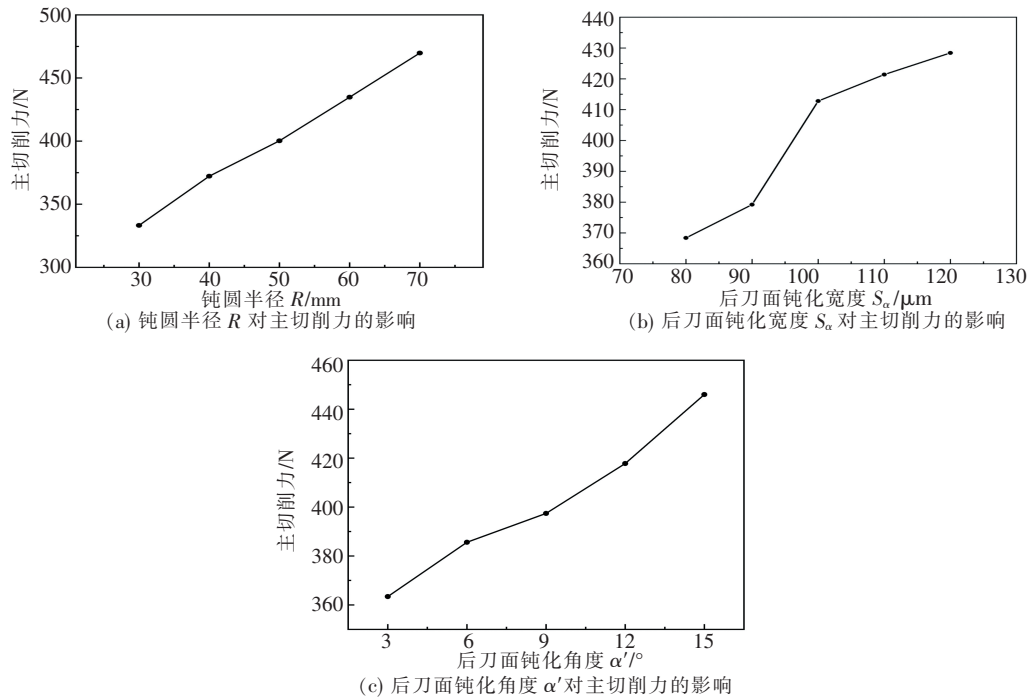 500
450
400
350
300
主切削力/N
30 40 50 60 70
钝圆半径 R/mm
(a) 钝圆半径 R 对主切削力的影响
440
430
420
410
400
390
380
370
360
主切削力/N
70 80 90 100 110 120 130
后刀面钝化宽度 Sα/μm
(b) 后刀面钝化宽度 Sα 对主切削力的影响
460
440
420
400
380
360
主切削力/N
3 6 9 12 15
后刀面钝化角度 α′/°
(c) 后刀面钝化角度 α′对主切削力的影响